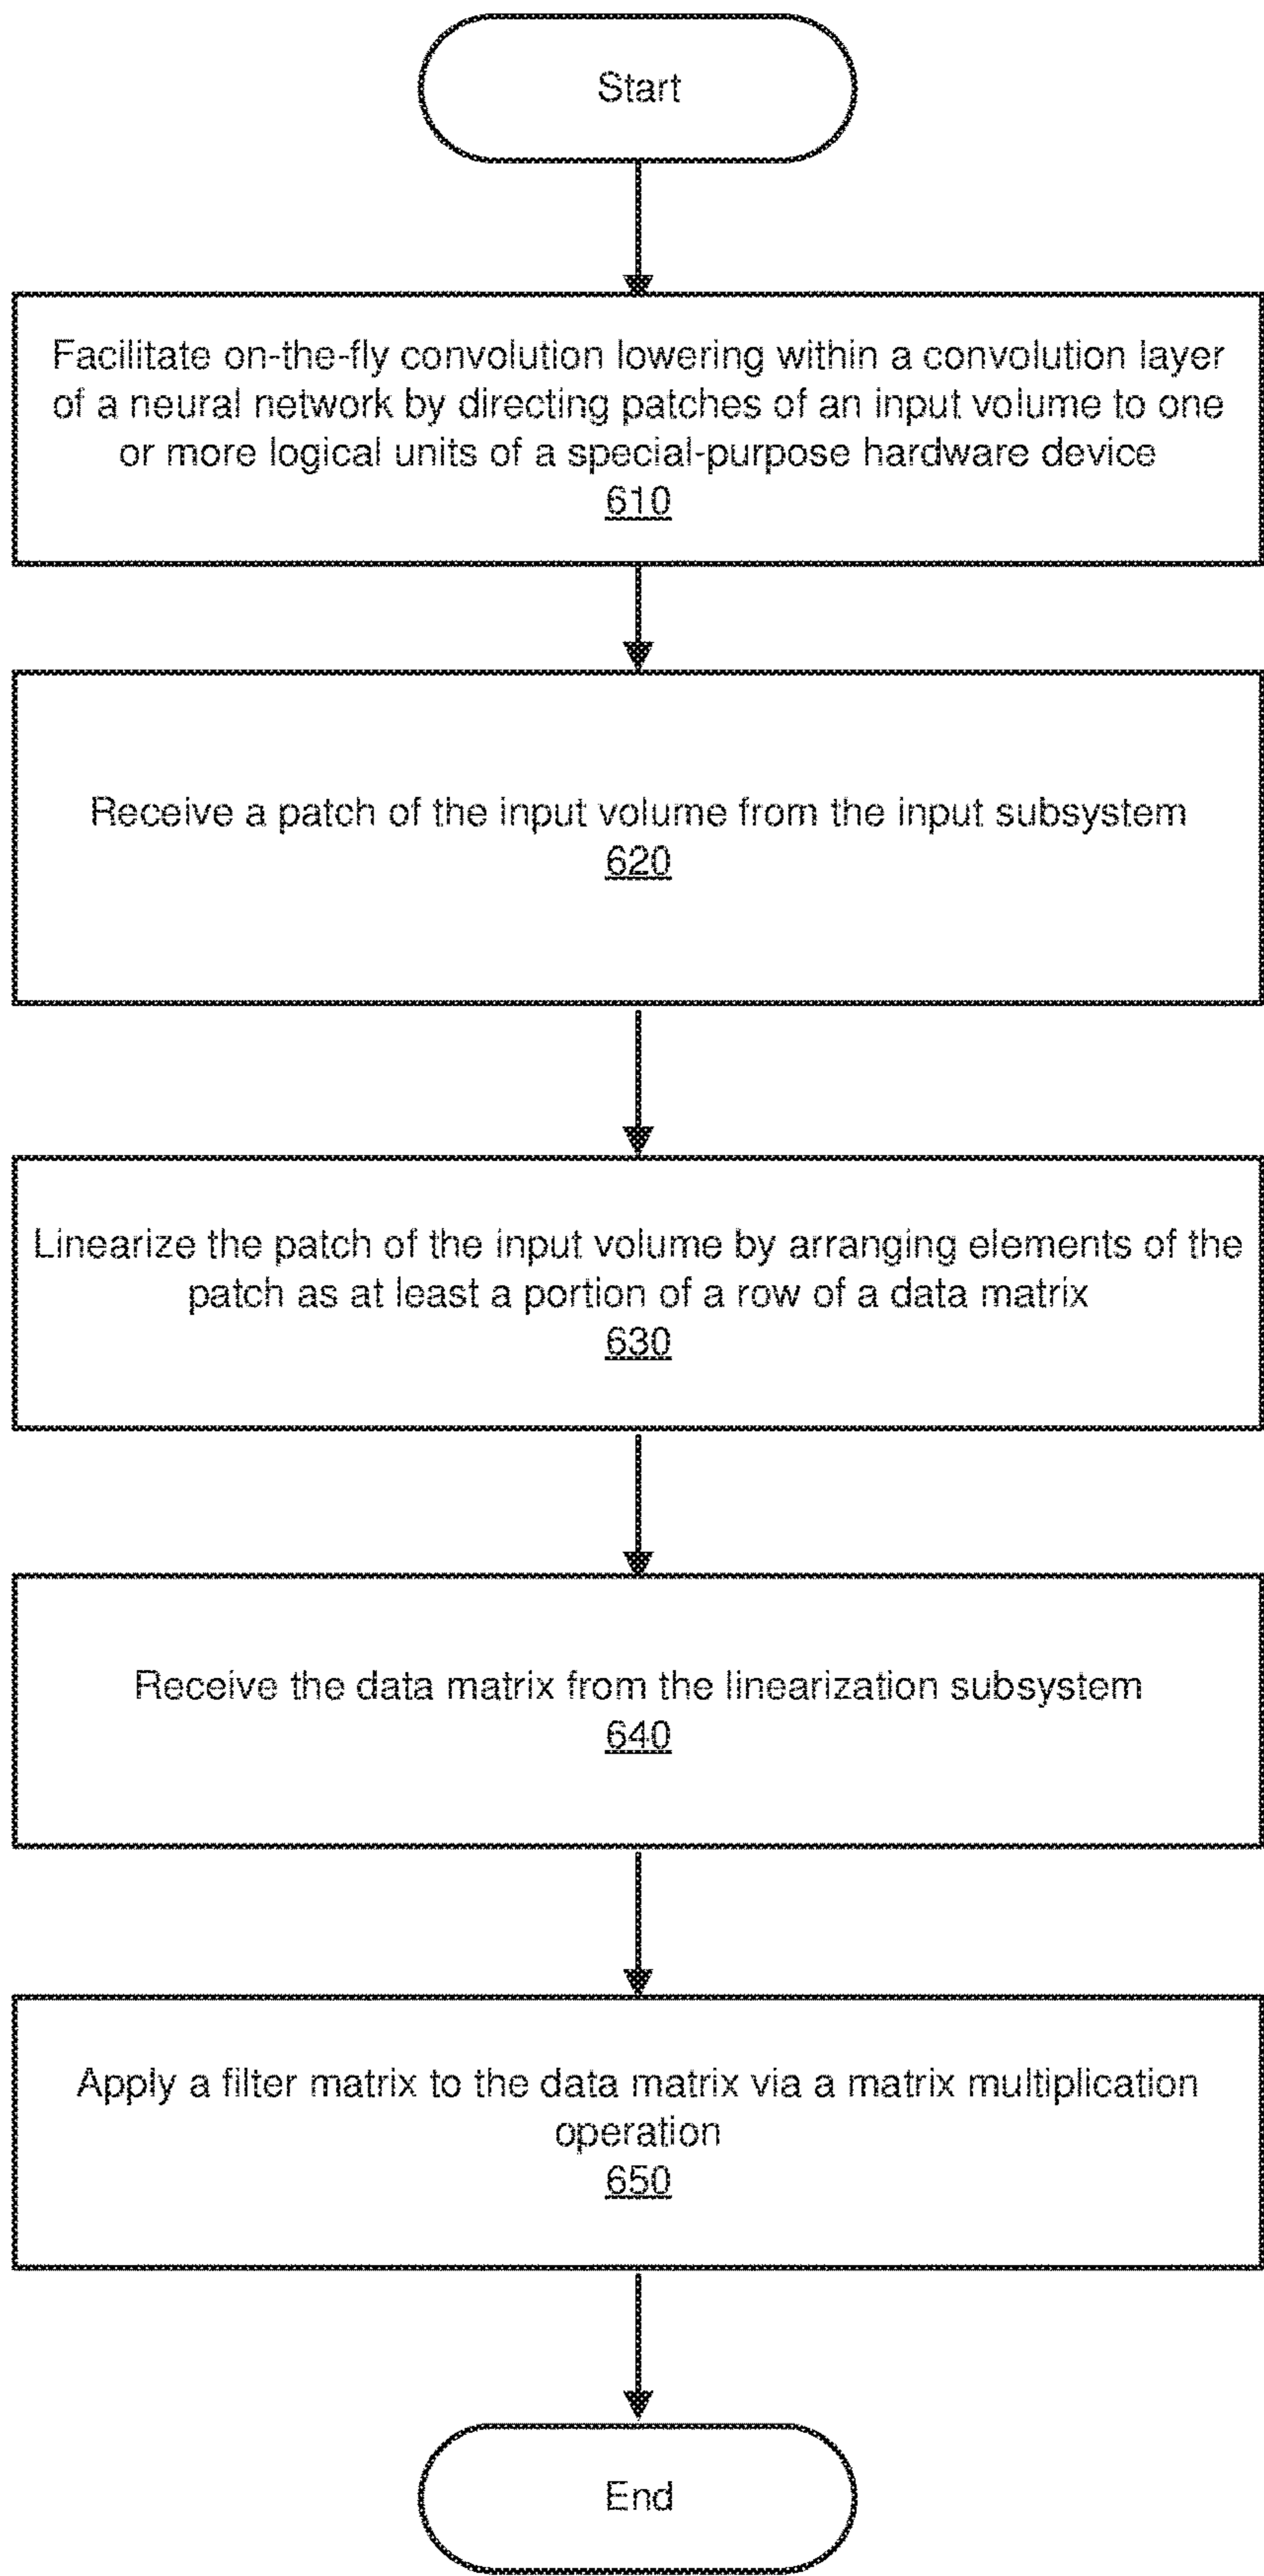 Start
Facilitate on-the-fly convolution lowering within a convolution layer
of a neural network by directing patches of an input volume to one
or more logical units of a special-purpose hardware device
610
Receive a patch of the input volume from the input subsystem
620
Linearize the patch of the input volume by arranging elements of the
patch as at least a portion of a row of a data matrix
630
Receive the data matrix from the linearization subsystem
640
Apply a filter matrix to the data matrix via a matrix multiplication
operation
650
End